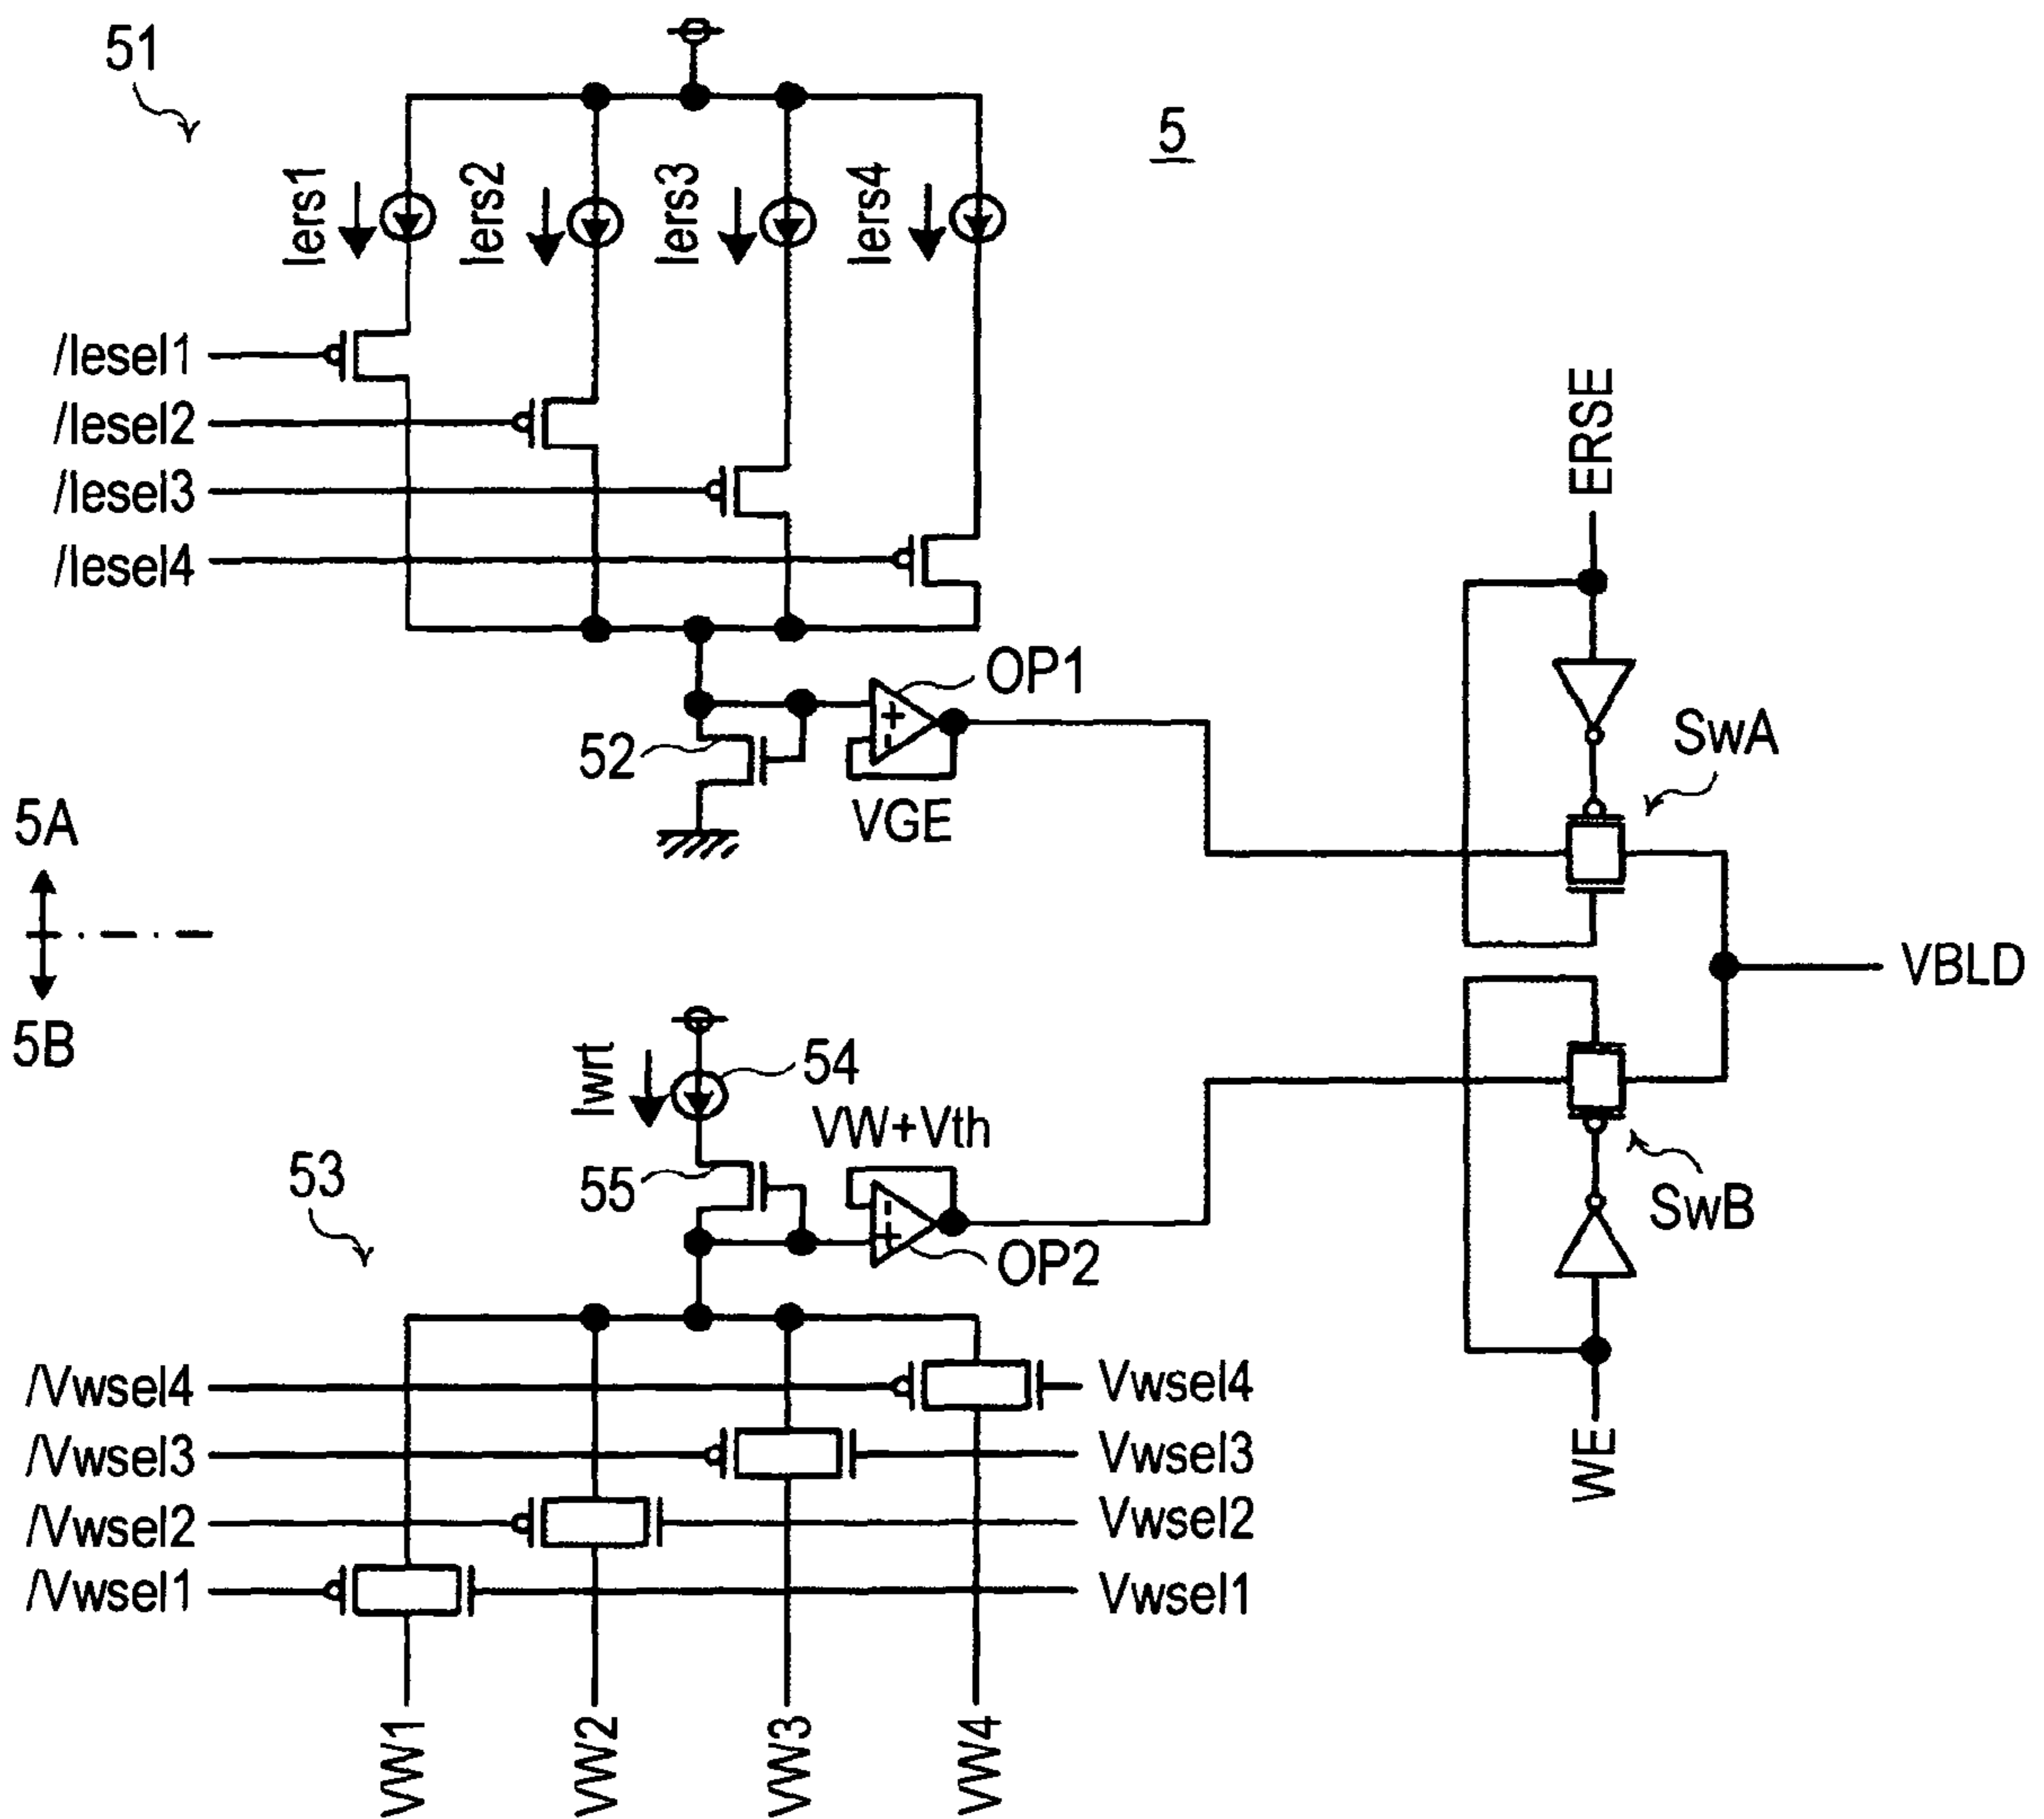 51
5
Iers1
Iers2
Iers3
Iers4
/Iesel1
/Iesel2
/Iesel3
/Iesel4
OP1
52
VGE
ERSE
SwA
5A
5B
VBLD
Iwrt
54
VW+Vth
55
53
OP2
SwB
WE
/Vwsel4
Vwsel4
/Vwsel3
Vwsel3
/Vwsel2
Vwsel2
/Vwsel1
Vwsel1
VW1
VW2
VW3
VW4
+
-
-
+